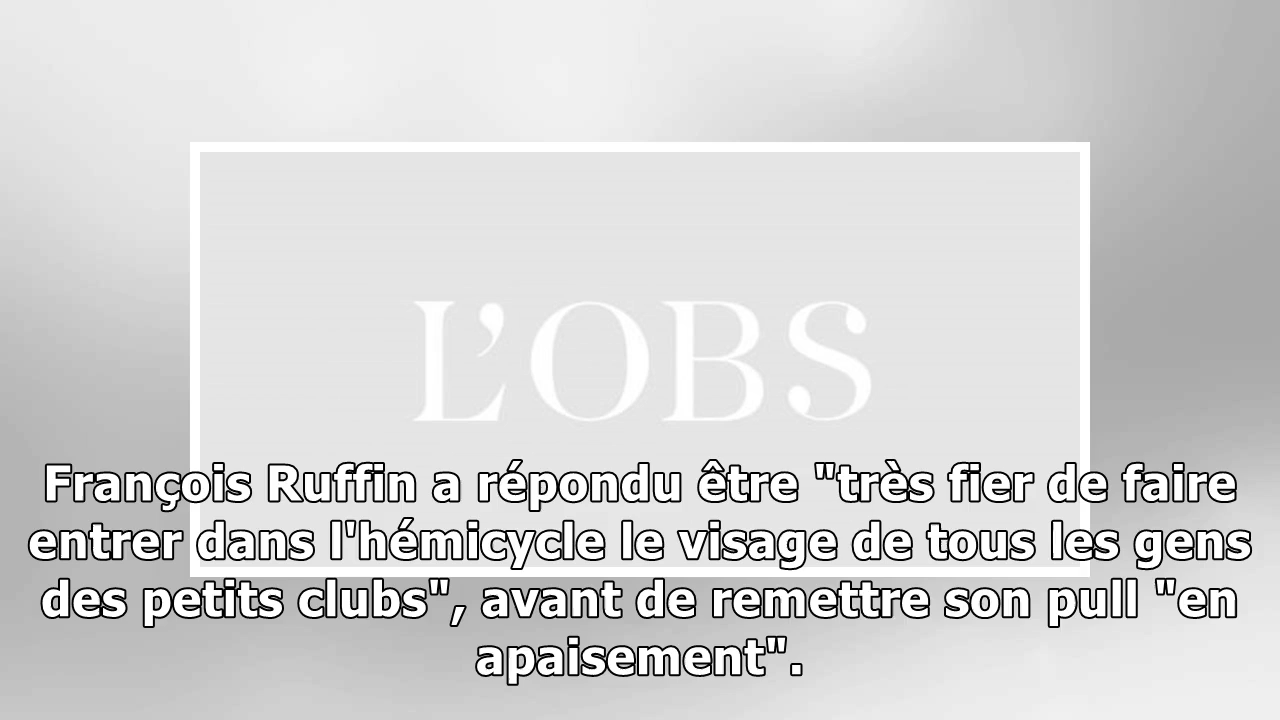 L'OBS
François Ruffin a répondu être "très fier de faire
entrer dans l'hémicycle le visage de tous les gens
des petits clubs", avant de remettre son pull "en
apaisement".